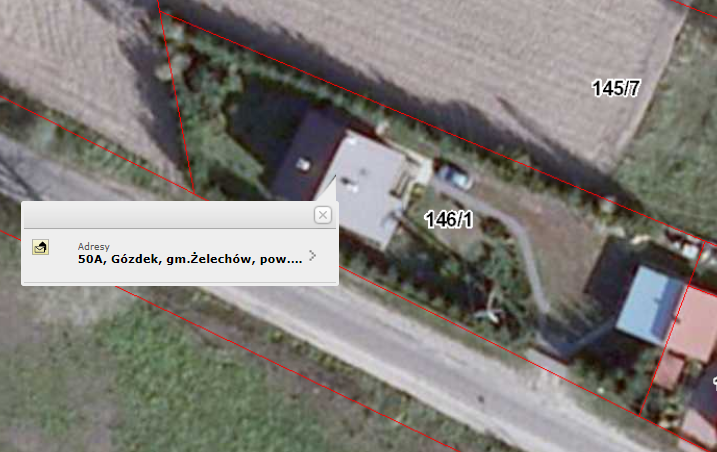 145/7
146/1
Adresy
50A, Gózdek, gm.Żelechów, pow....